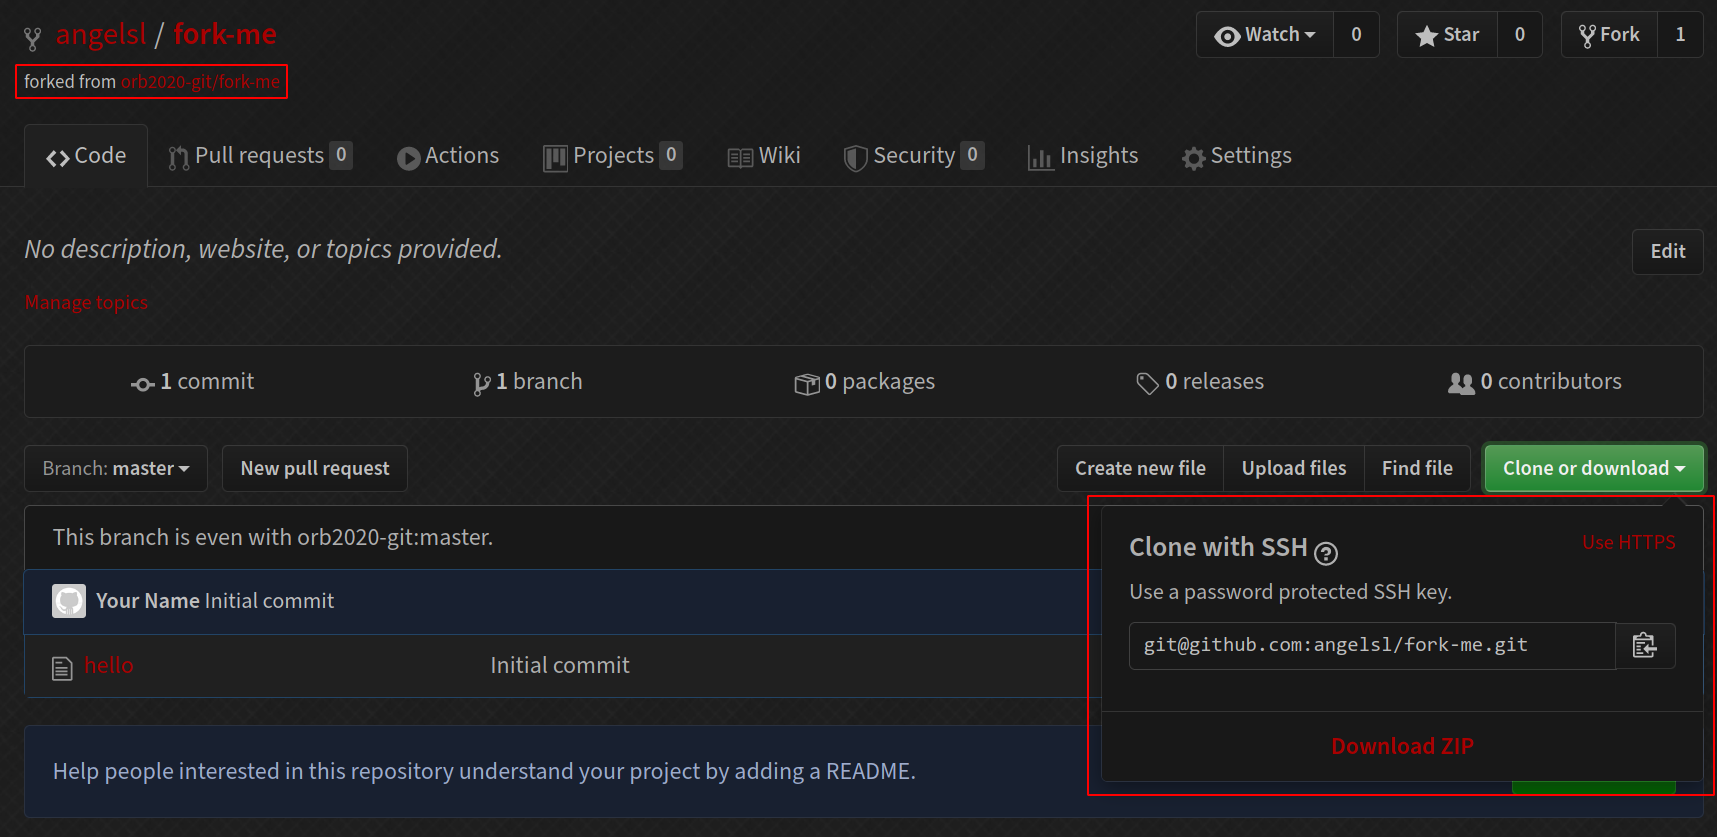 angelsl / fork-me
Watch 0 Star 0 Fork 1
forked from orb2020-git/fork-me
Code Pull requests 0 Actions Projects 0 Wiki Security 0 Insights Settings
No description, website, or topics provided.
Edit
Manage topics
1 commit 1 branch 0 packages 0 releases 0 contributors
Branch: master New pull request Create new file Upload files Find file Clone or download
This branch is even with orb2020-git:master.
Your Name Initial commit
hello Initial commit
Clone with SSH ? Use HTTPS
Use a password protected SSH key.
git@github.com:angelsl/fork-me.git
Download ZIP
Help people interested in this repository understand your project by adding a README.